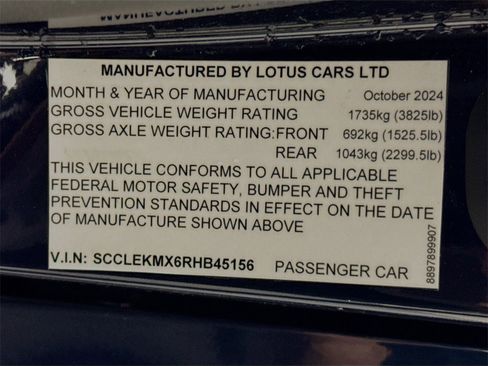 MANUFACTURED BY LOTUS CARS LTD
MONTH & YEAR OF MANUFACTURING October 2024
GROSS VEHICLE WEIGHT RATING 1735kg (3825lb)
GROSS AXLE WEIGHT RATING:FRONT 692kg (1525.5lb)
REAR 1043kg (2299.5lb)
THIS VEHICLE CONFORMS TO ALL APPLICABLE
FEDERAL MOTOR SAFETY, BUMPER AND THEFT
PREVENTION STANDARDS IN EFFECT ON THE DATE
OF MANUFACTURE SHOWN ABOVE
V.I.N: SCCLEKMX6RHB45156 PASSENGER CAR
8897899907